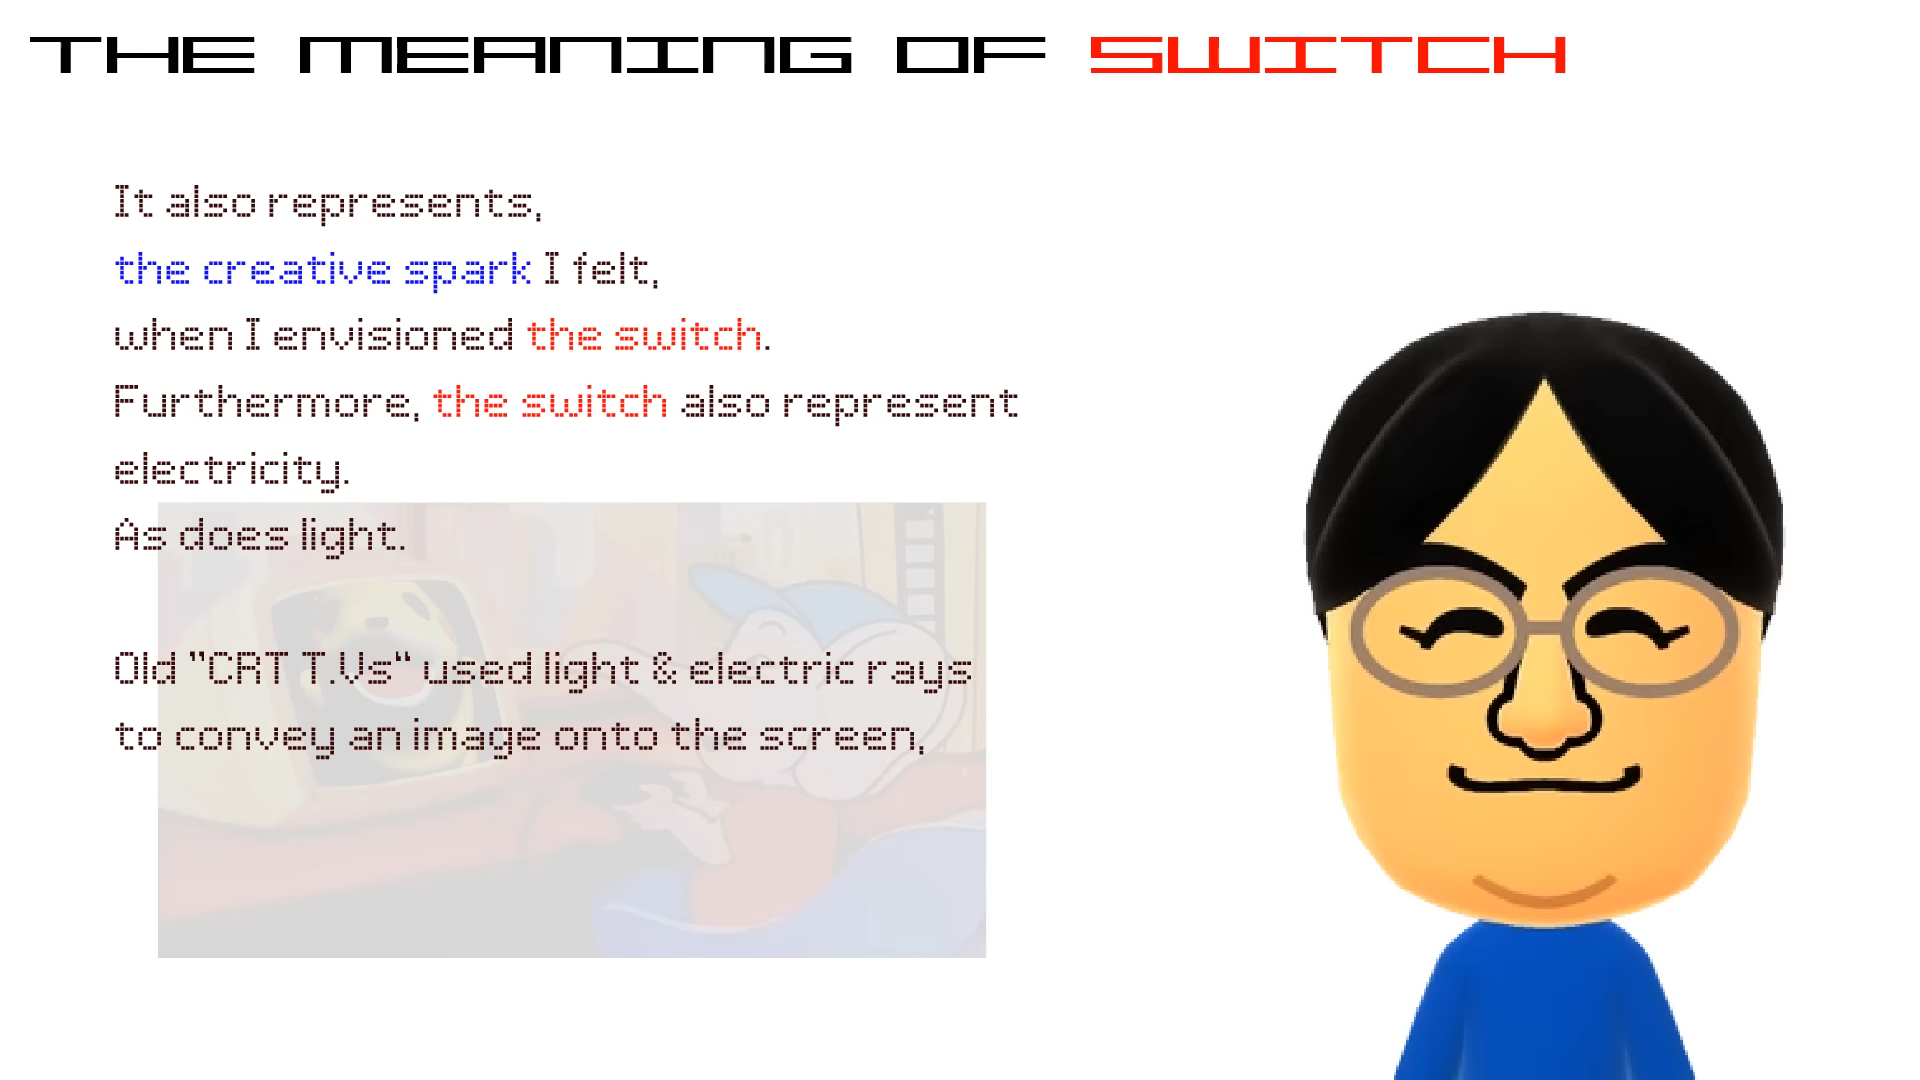 THE MEANING OF SWITCH
It also represents,
the creative spark I felt,
when I envisioned the switch.
Furthermore, the switch also represent
electricity.
As does light.
Old "CRT T.Vs“ used light & electric rays
to convey an image onto the screen,